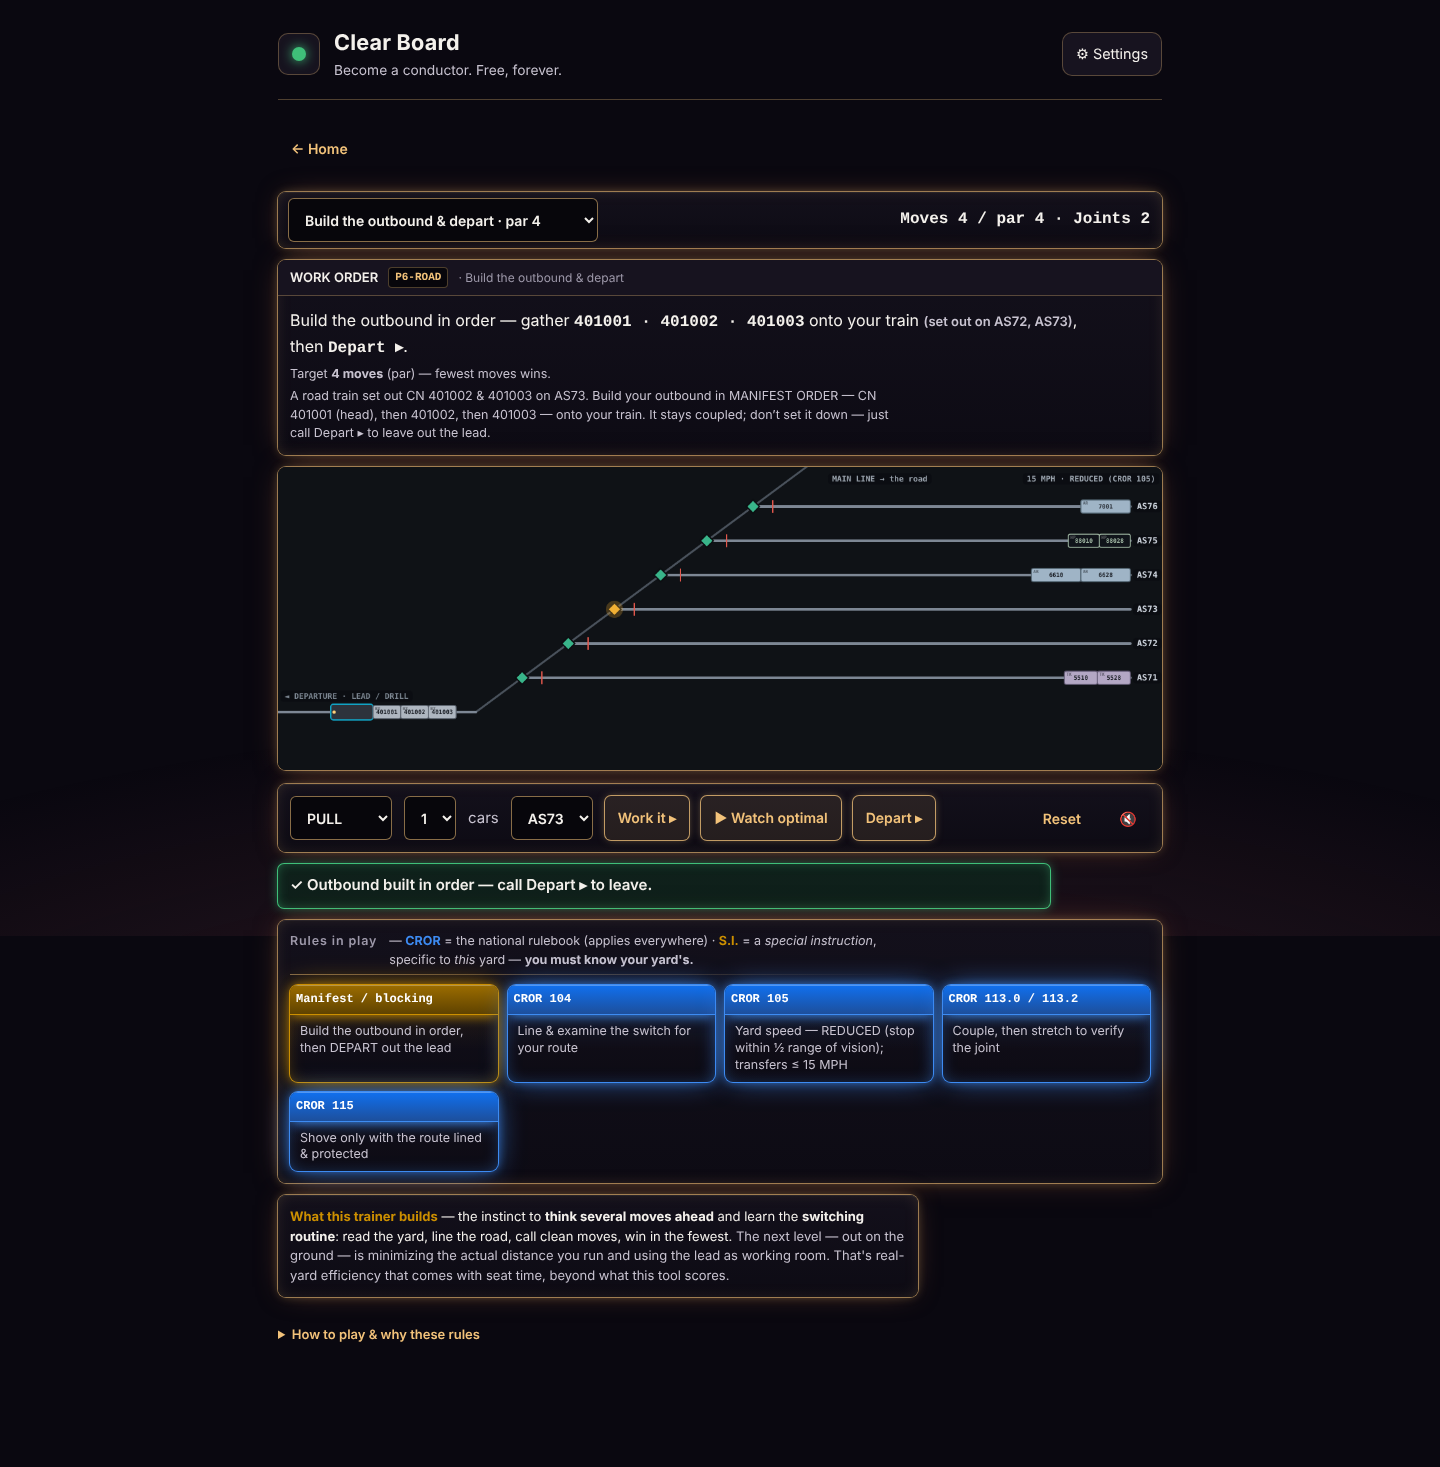 Clear Board
Become a conductor. Free, forever.
⚙ Settings
← Home
Build the outbound & depart · par 4
Moves 4 / par 4 · Joints 2
WORK ORDER P6-ROAD · Build the outbound & depart
Build the outbound in order — gather 401001 · 401002 · 401003 onto your train (set out on AS72, AS73),
then Depart ▸.
Target 4 moves (par) — fewest moves wins.
A road train set out CN 401002 & 401003 on AS73. Build your outbound in MANIFEST ORDER — CN
401001 (head), then 401002, then 401003 — onto your train. It stays coupled; don’t set it down — just
call Depart ▸ to leave out the lead.
MAIN LINE → the road
15 MPH · REDUCED (CROR 105)
7001 AS76
88010 88028 AS75
6610 6628 AS74
AS73
AS72
5510 5528 AS71
◄ DEPARTURE · LEAD / DRILL
401001 401002 401003
PULL 1 cars AS73 Work it ▸ ▶ Watch optimal Depart ▸ Reset
✓ Outbound built in order — call Depart ▸ to leave.
Rules in play — CROR = the national rulebook (applies everywhere) · S.I. = a special instruction,
specific to this yard — you must know your yard's.
Manifest / blocking
Build the outbound in order,
then DEPART out the lead
CROR 104
Line & examine the switch for
your route
CROR 105
Yard speed — REDUCED (stop
within ½ range of vision);
transfers ≤ 15 MPH
CROR 113.0 / 113.2
Couple, then stretch to verify
the joint
CROR 115
Shove only with the route lined
& protected
What this trainer builds — the instinct to think several moves ahead and learn the switching
routine: read the yard, line the road, call clean moves, win in the fewest. The next level — out on the
ground — is minimizing the actual distance you run and using the lead as working room. That's real-
yard efficiency that comes with seat time, beyond what this tool scores.
▶ How to play & why these rules